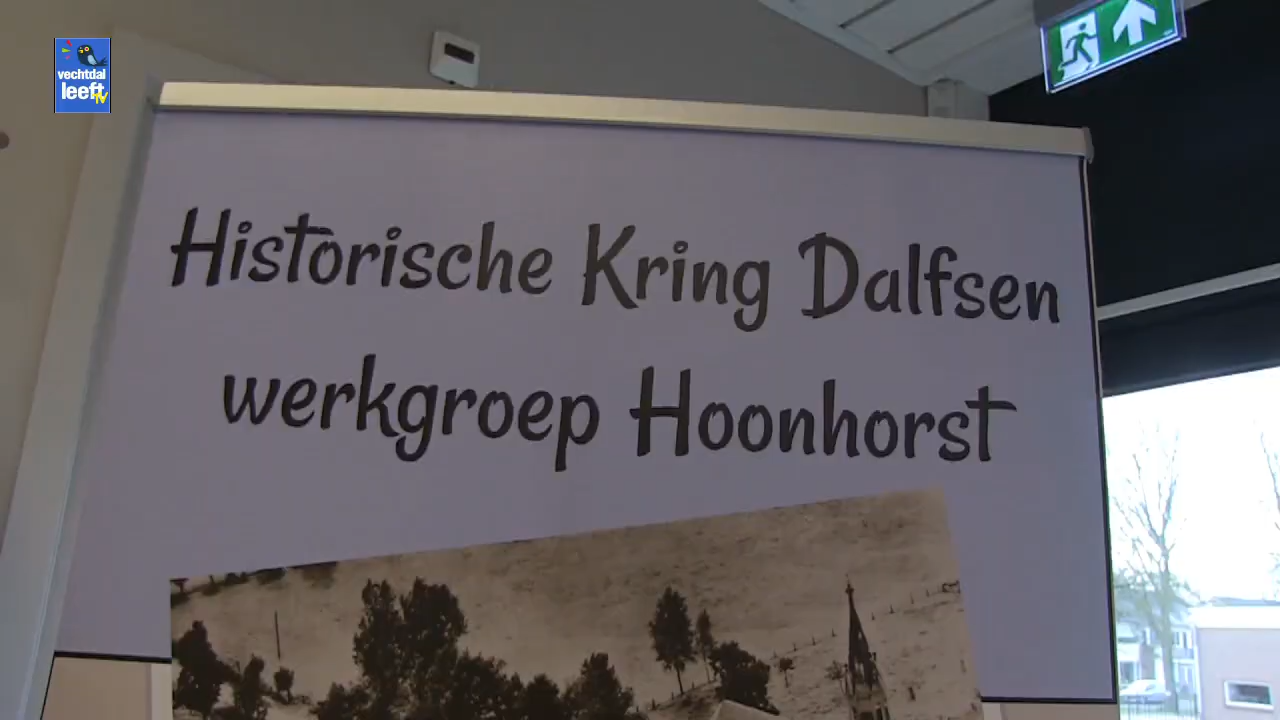 vechtdal
leeft
TV
Historische Kring Dalfsen
werkgroep Hoonhorst